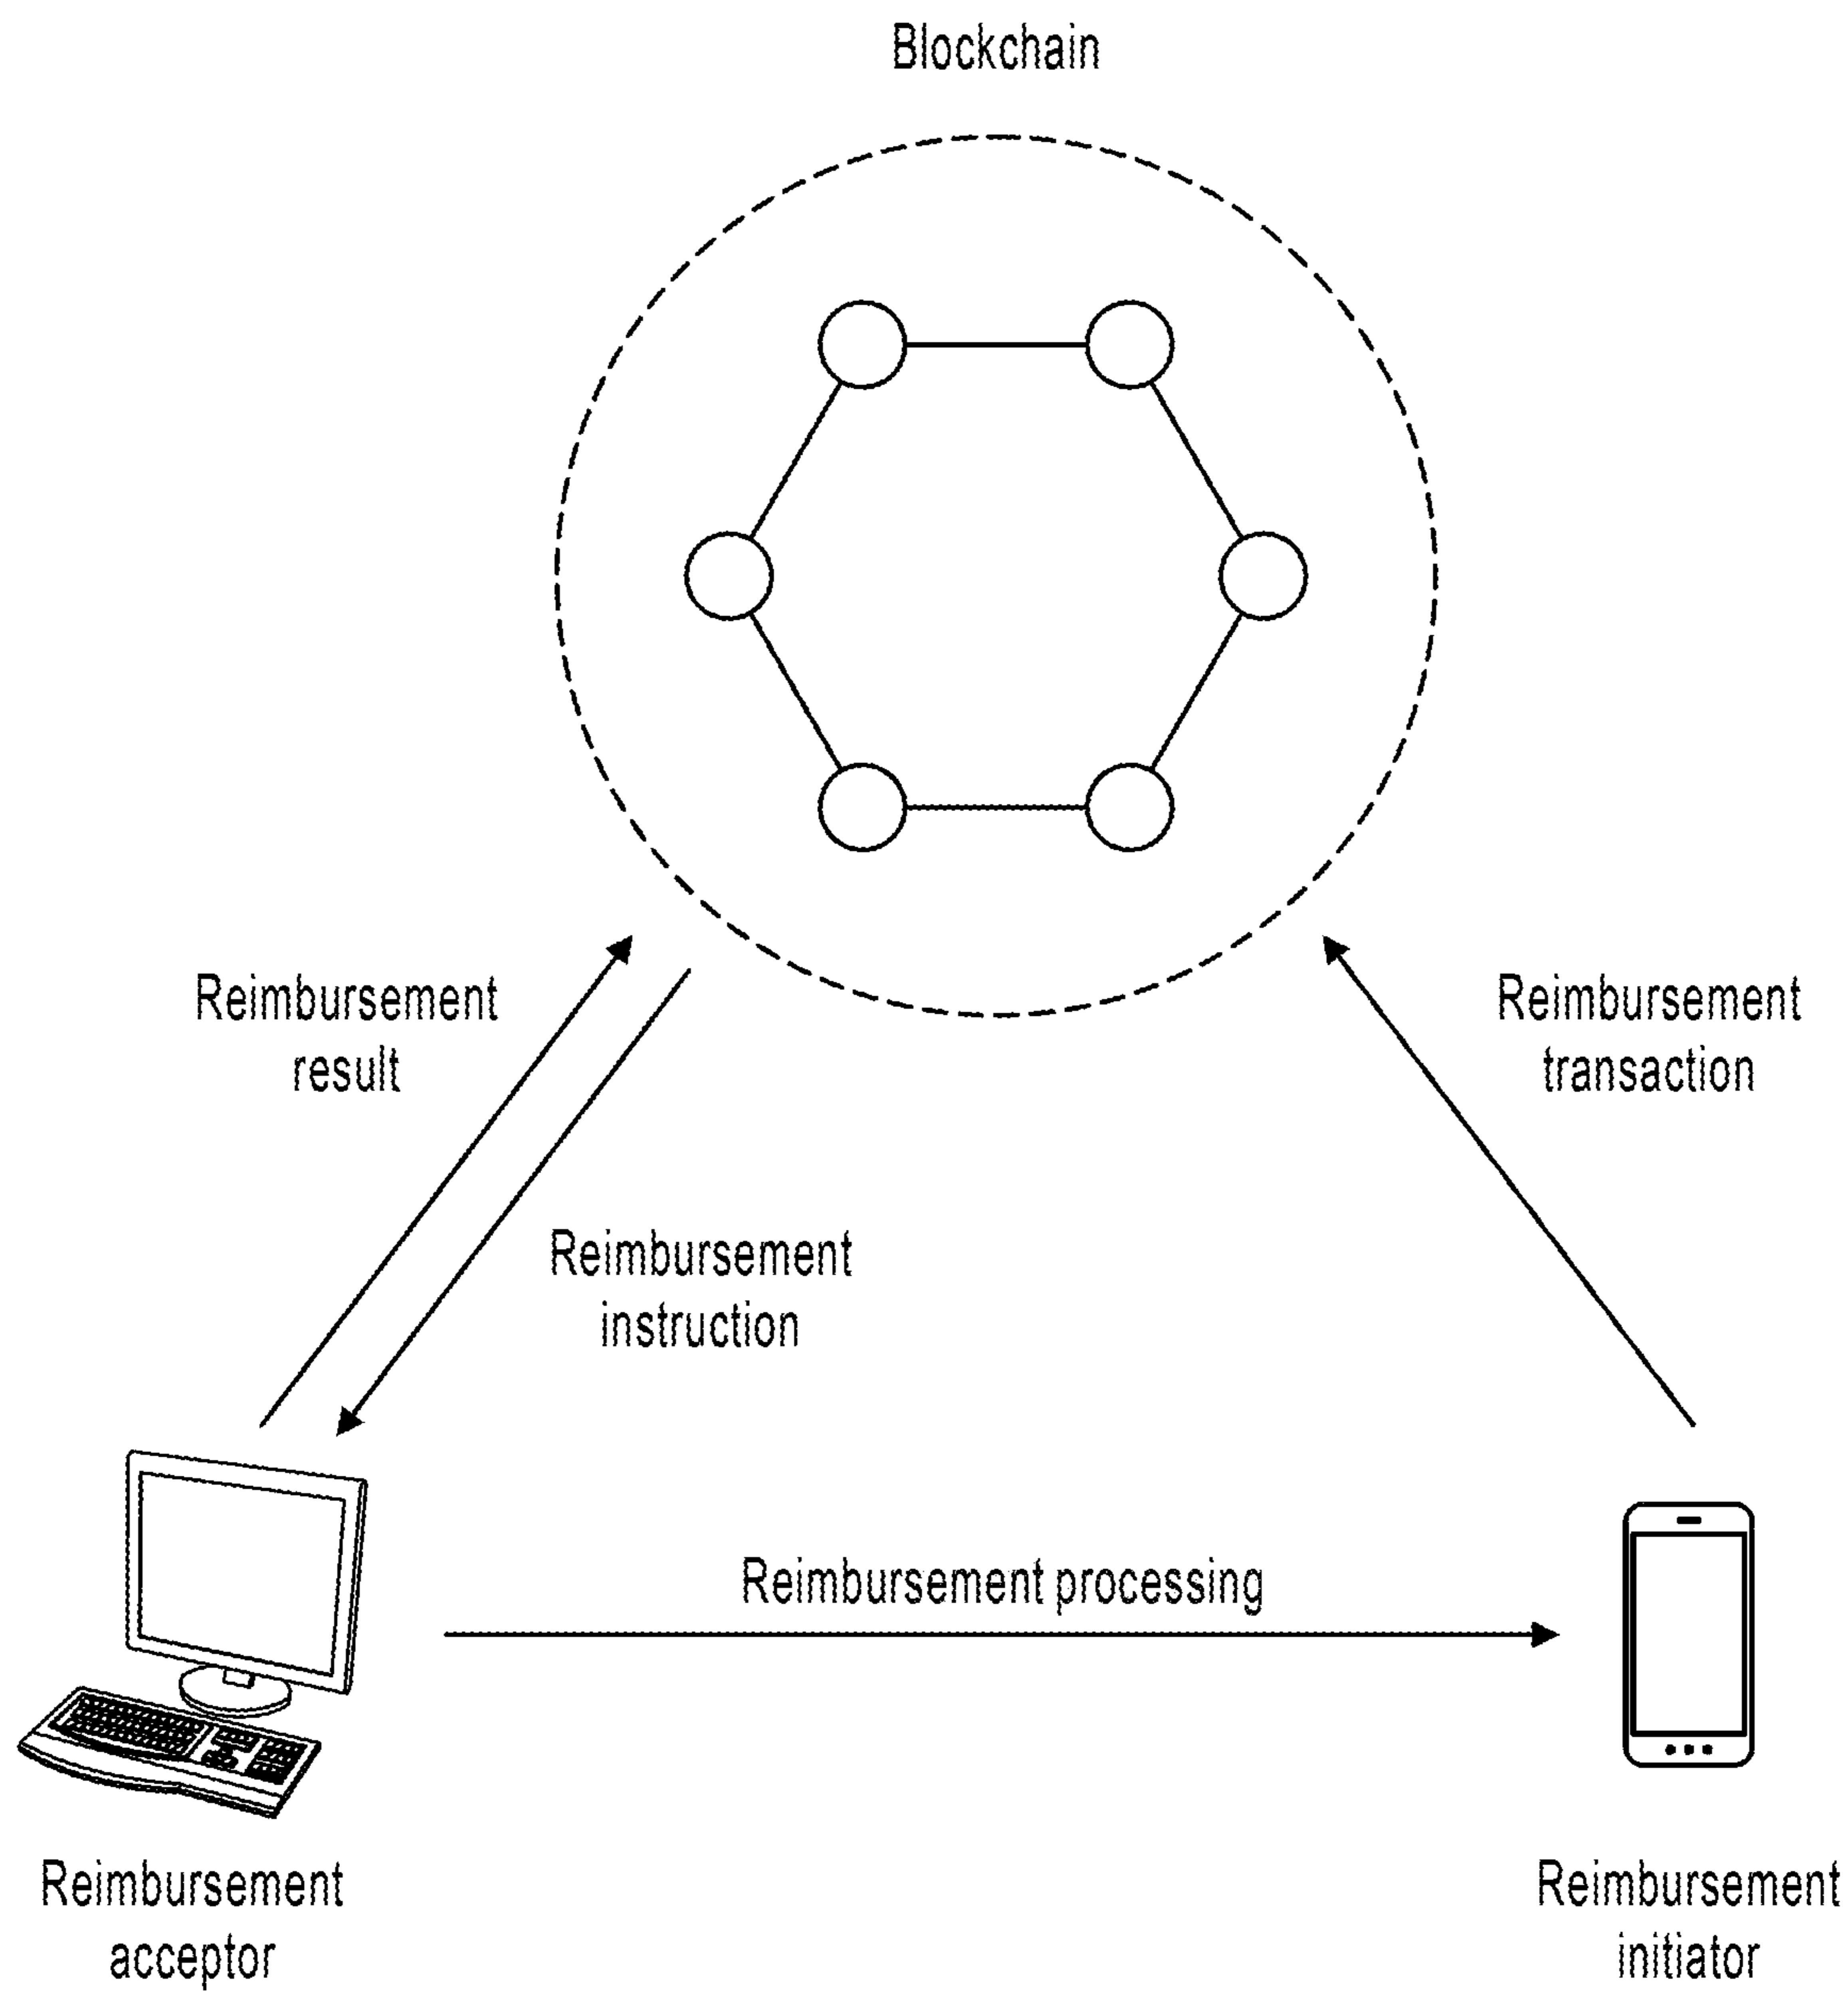 Blockchain
Reimbursement
result
Reimbursement
transaction
Reimbursement
instruction
Reimbursement processing
Reimbursement
acceptor
Reimbursement
initiator